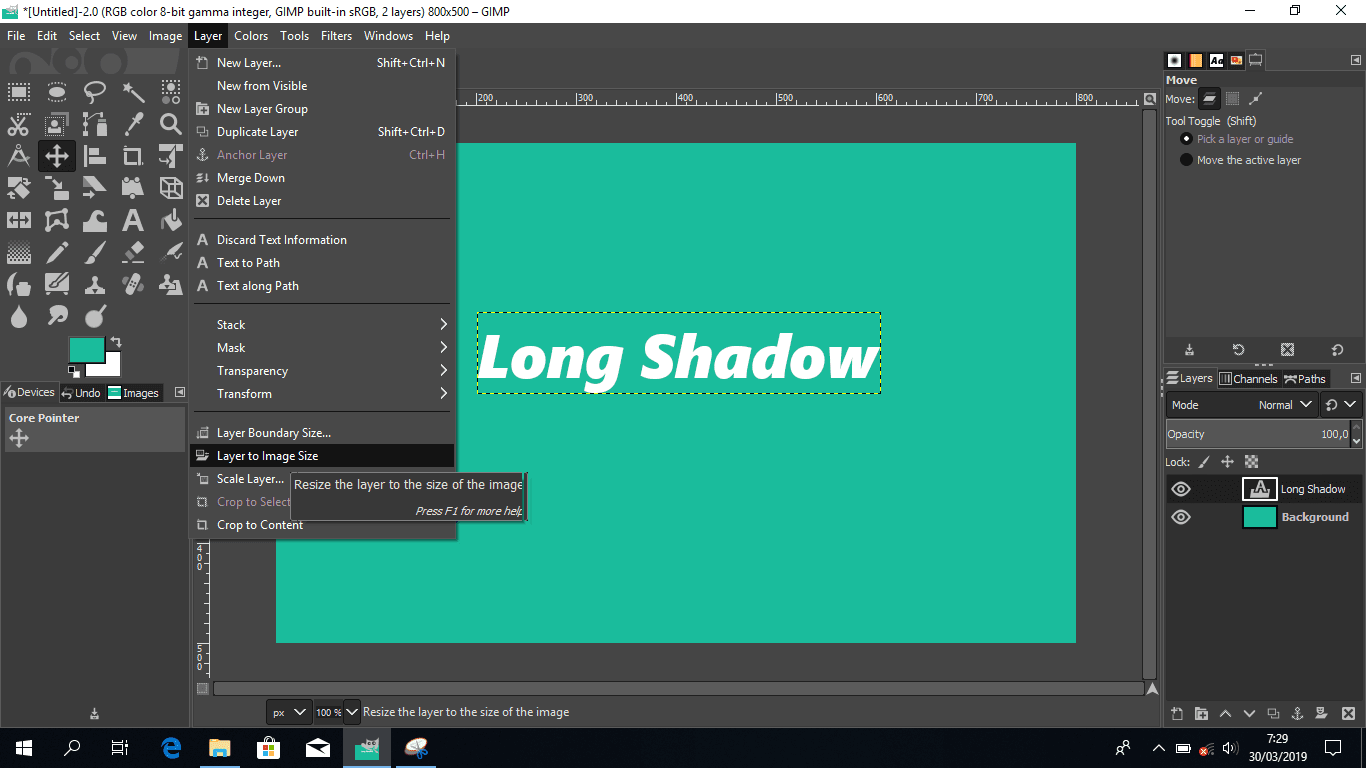 *[Untitled]-2.0 (RGB color 8-bit gamma integer, GIMP built-in sRGB, 2 layers) 800x500 – GIMP
File Edit Select View Image Layer Colors Tools Filters Windows Help
New Layer... Shift+Ctrl+N
New from Visible
New Layer Group
Duplicate Layer Shift+Ctrl+D
Anchor Layer Ctrl+H
Merge Down
Delete Layer
Discard Text Information
Text to Path
Text along Path
Stack
Mask
Transparency
Transform
Layer Boundary Size...
Layer to Image Size
Scale Layer...
Crop to Select
Crop to Content
Resize the layer to the size of the image
Press F1 for more help
200 300 400 500 600 700 800
400
500
Long Shadow
Devices Undo Images
Core Pointer
px 100 % Resize the layer to the size of the image
Aa
Move
Move:
Tool Toggle (Shift)
Pick a layer or guide
Move the active layer
Layers Channels Paths
Mode Normal
Opacity 100,0
Lock:
Long Shadow
Background
7:29
30/03/2019